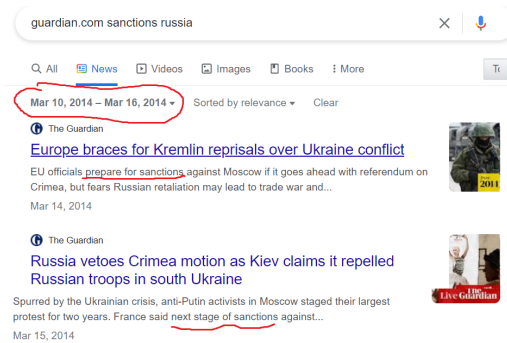 guardian.com sanctions russia
All News Videos Images Books More
Mar 10, 2014 – Mar 16, 2014 Sorted by relevance Clear
The Guardian
Europe braces for Kremlin reprisals over Ukraine conflict
EU officials prepare for sanctions against Moscow if it goes ahead with referendum on
Crimea, but fears Russian retaliation may lead to trade war and...
2014
Mar 14, 2014
The Guardian
Russia vetoes Crimea motion as Kiev claims it repelled
Russian troops in south Ukraine
The
Live Guardian
Spurred by the Ukrainian crisis, anti-Putin activists in Moscow staged their largest
protest for two years. France said next stage of sanctions against...
Mar 15, 2014